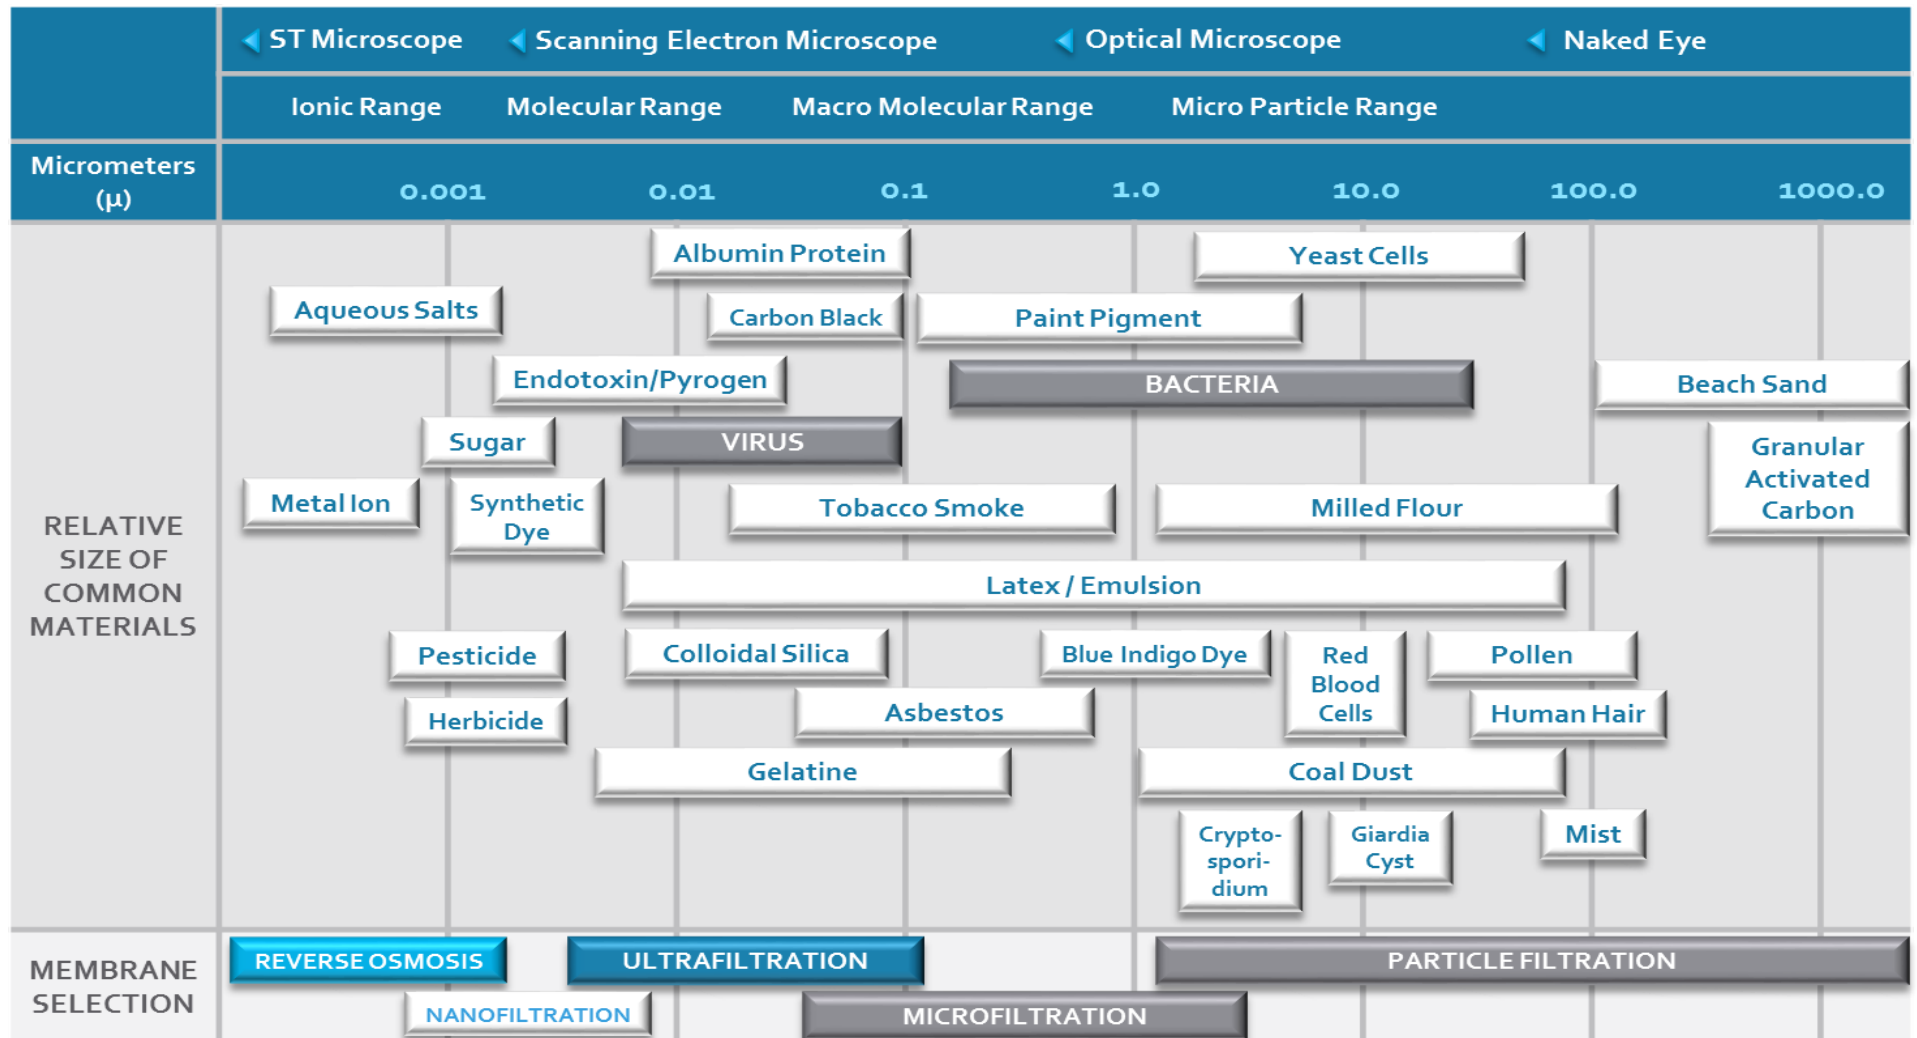 ST Microscope
Scanning Electron Microscope
Optical Microscope
Naked Eye
Ionic Range
Molecular Range
Macro Molecular Range
Micro Particle Range
Micrometers
(µ)
0.001
0.01
0.1
1.0
10.0
100.0
1000.0
RELATIVE
SIZE OF
COMMON
MATERIALS
Albumin Protein
Yeast Cells
Aqueous Salts
Carbon Black
Paint Pigment
Endotoxin/Pyrogen
BACTERIA
Beach Sand
Sugar
VIRUS
Granular
Activated
Carbon
Metal Ion
Synthetic
Dye
Tobacco Smoke
Milled Flour
Latex / Emulsion
Pesticide
Colloidal Silica
Blue Indigo Dye
Red
Blood
Cells
Pollen
Herbicide
Asbestos
Human Hair
Gelatine
Coal Dust
Crypto-
spori-
dium
Giardia
Cyst
Mist
MEMBRANE
SELECTION
REVERSE OSMOSIS
ULTRAFILTRATION
PARTICLE FILTRATION
NANOFILTRATION
MICROFILTRATION